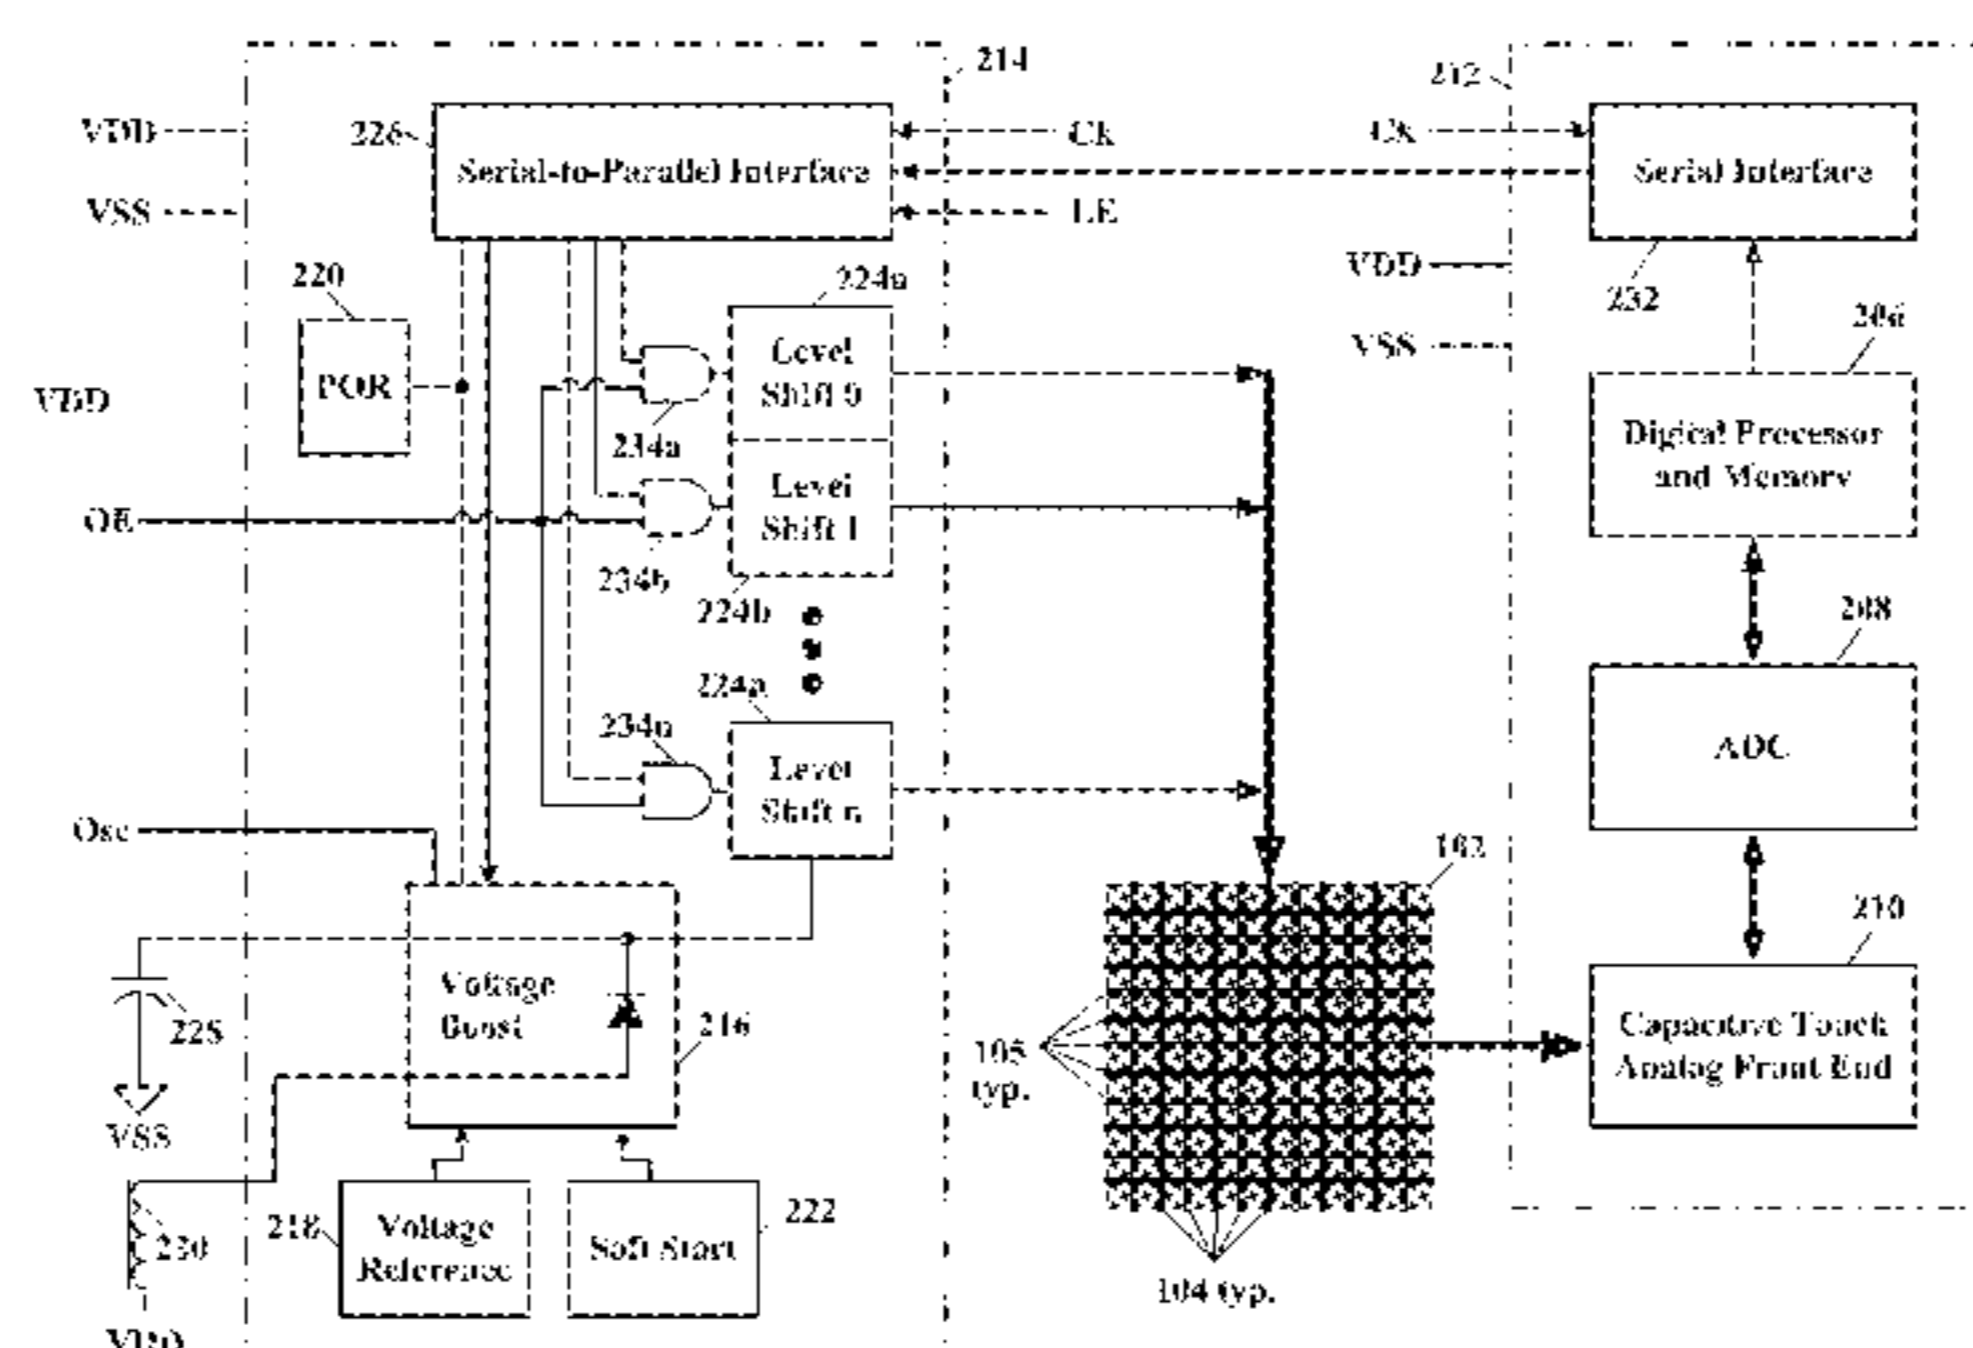 214
212
VDD
226
Serial-to-Parallel Interface
Ck
Ck
Serial Interface
VSS
LE
220
224a
VDD
232
206
POR
Level
Shift 0
VSS
VDD
234a
Digital Processor
and Memory
Level
Shift 1
OE
234b
224b
208
224n
234n
Level
Shift n
ADC
Osc
102
210
Voltage
Boost
216
225
105
typ.
Capacitive Touch
Analog Front End
VSS
218
Voltage
Reference
Soft Start
222
230
104 typ.
VDD